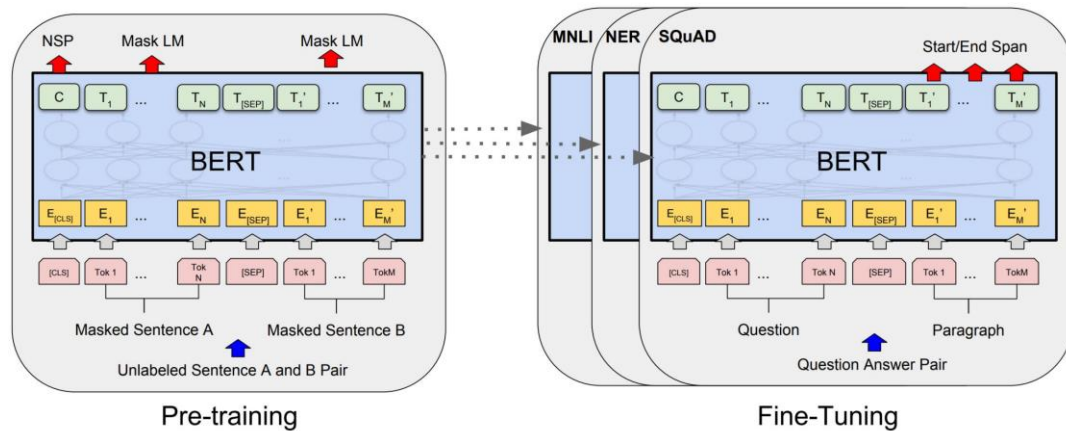 NSP Mask LM Mask LM
C T1 ... TN T[SEP] T1' ... TM'
BERT
E[CLS] E1 ... EN E[SEP] E1' ... EM'
[CLS] Tok 1 ... Tok N [SEP] Tok 1 ... TokM
Masked Sentence A Masked Sentence B
Unlabeled Sentence A and B Pair
Pre-training
MNLI NER SQuAD
Start/End Span
C T1 ... TN T[SEP] T1' ... TM'
BERT
E[CLS] E1 ... EN E[SEP] E1' ... EM'
[CLS] Tok 1 ... Tok N [SEP] Tok 1 ... TokM
Question Paragraph
Question Answer Pair
Fine-Tuning